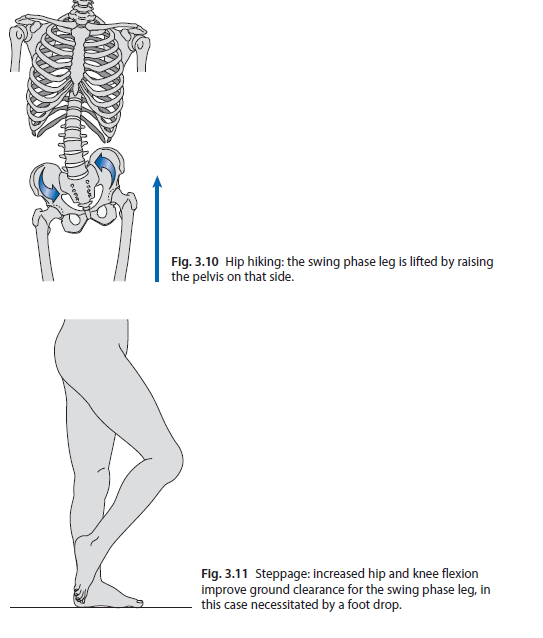 Fig. 3.10 Hip hiking: the swing phase leg is lifted by raising
the pelvis on that side.
Fig. 3.11 Steppage: increased hip and knee flexion
improve ground clearance for the swing phase leg, in
this case necessitated by a foot drop.